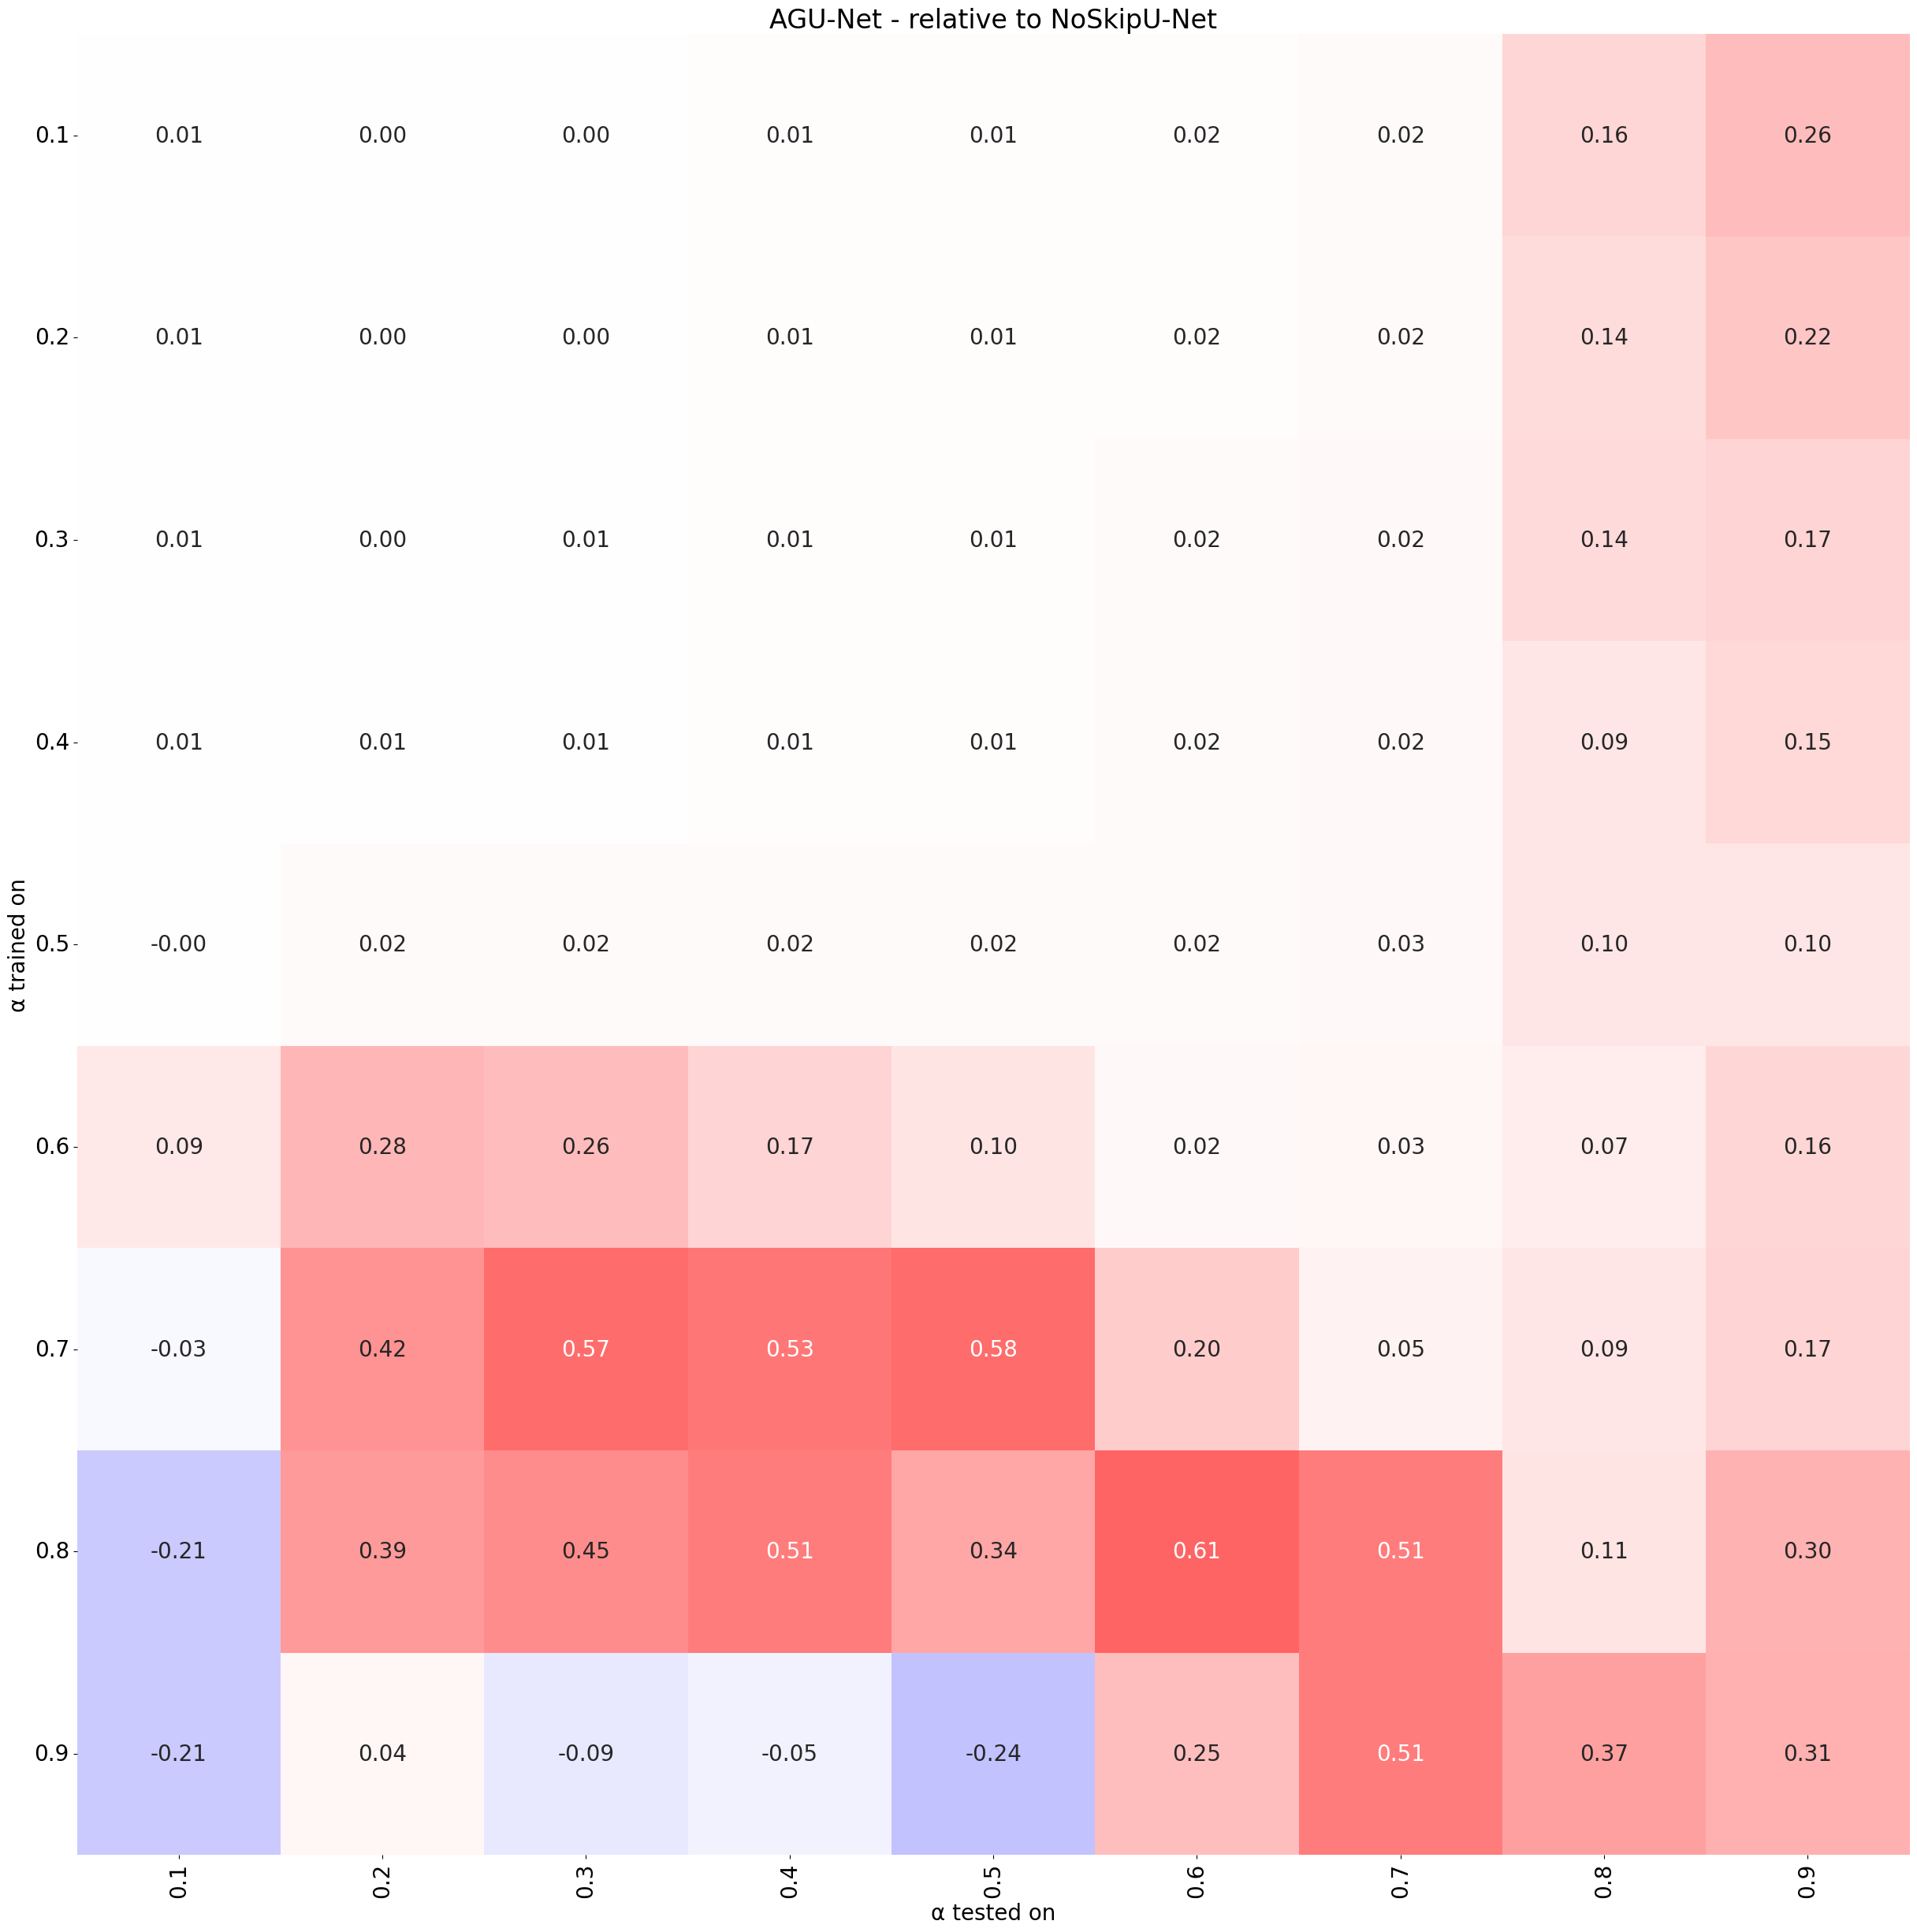 AGU-Net - relative to NoSkipU-Net
0.1 0.01 0.00 0.00 0.01 0.01 0.02 0.02 0.16 0.26
0.2 0.01 0.00 0.00 0.01 0.01 0.02 0.02 0.14 0.22
0.3 0.01 0.00 0.01 0.01 0.01 0.02 0.02 0.14 0.17
0.4 0.01 0.01 0.01 0.01 0.01 0.02 0.02 0.09 0.15
α trained on
0.5 -0.00 0.02 0.02 0.02 0.02 0.02 0.03 0.10 0.10
0.6 0.09 0.28 0.26 0.17 0.10 0.02 0.03 0.07 0.16
0.7 -0.03 0.42 0.57 0.53 0.58 0.20 0.05 0.09 0.17
0.8 -0.21 0.39 0.45 0.51 0.34 0.61 0.51 0.11 0.30
0.9 -0.21 0.04 -0.09 -0.05 -0.24 0.25 0.51 0.37 0.31
0.1 0.2 0.3 0.4 0.5 0.6 0.7 0.8 0.9
α tested on